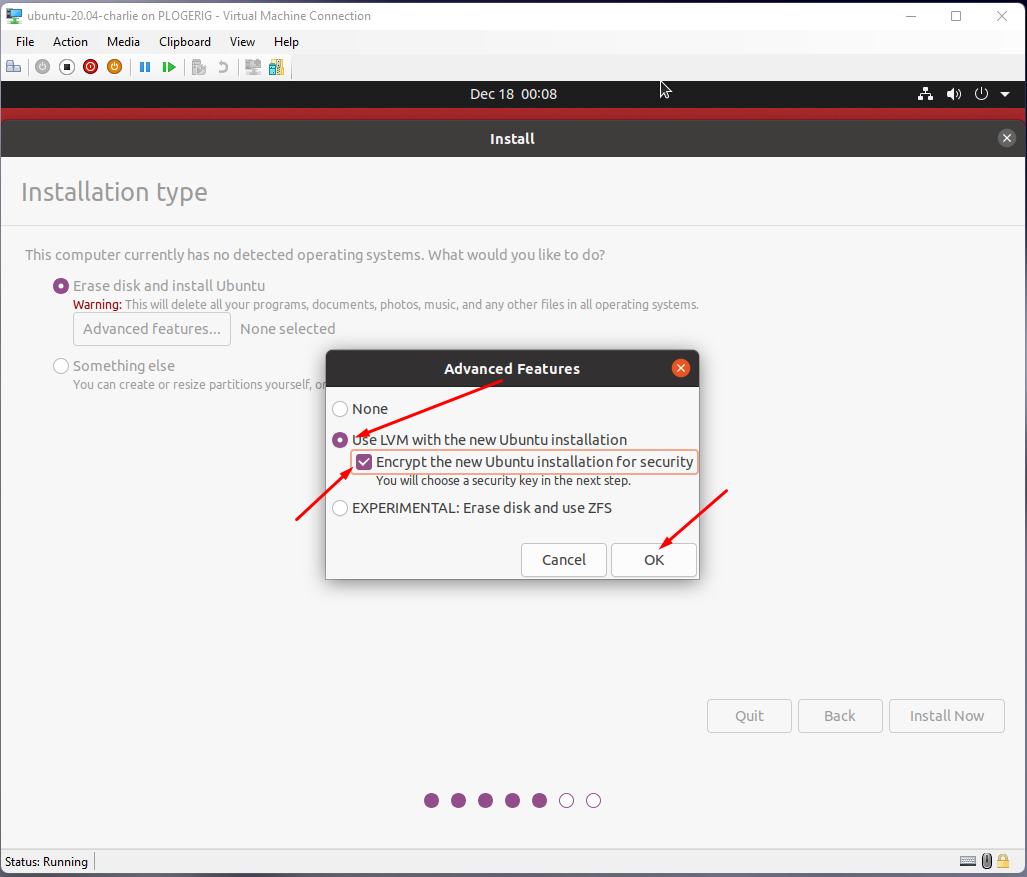 ubuntu-20.04-charlie on PLOGERIG - Virtual Machine Connection
File Action Media Clipboard View Help
Dec 18 00:08
Install
Installation type
This computer currently has no detected operating systems. What would you like to do?
Erase disk and install Ubuntu
Warning: This will delete all your programs, documents, photos, music, and any other files in all operating systems.
Advanced features... None selected
Something else
You can create or resize partitions yourself, or
Advanced Features
None
Use LVM with the new Ubuntu installation
Encrypt the new Ubuntu installation for security
You will choose a security key in the next step.
EXPERIMENTAL: Erase disk and use ZFS
Cancel OK
Quit Back Install Now
Status: Running